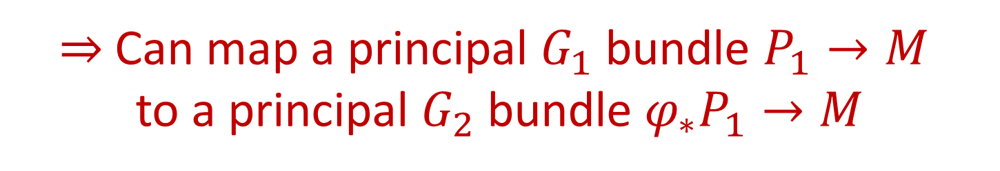 ⇒ Can map a principal 𝐺₁ bundle 𝑃₁ → 𝑀
to a principal 𝐺₂ bundle 𝜑∗𝑃₁ → 𝑀